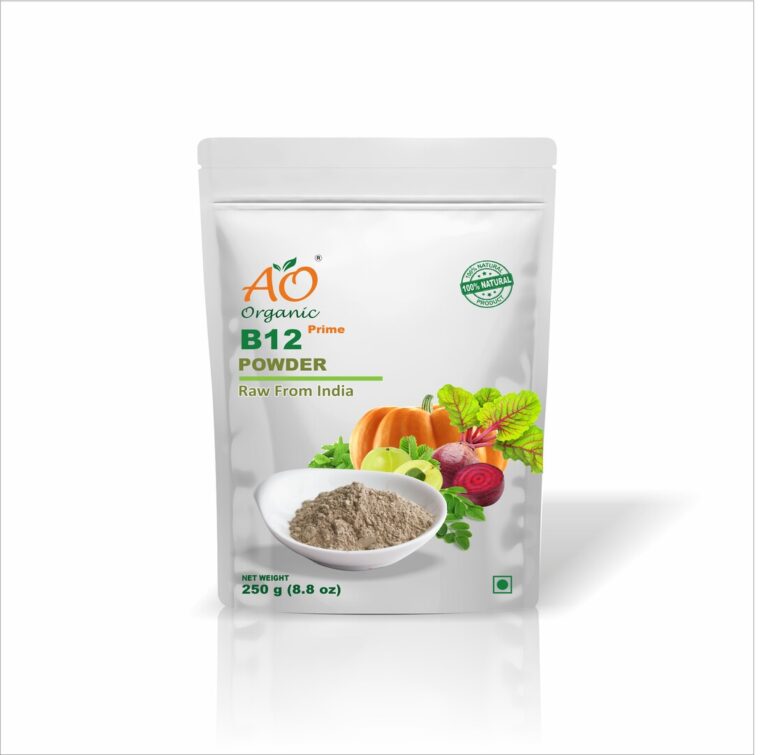 AO ®
Organic
B12 Prime
POWDER
Raw From India
100% NATURAL
100% NATURAL
PRODUCT
NET WEIGHT
250 g (8.8 oz)